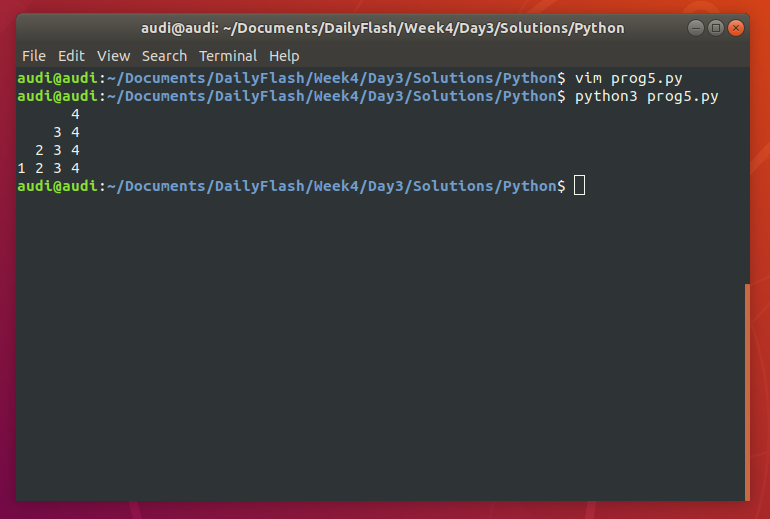 audi@audi: ~/Documents/DailyFlash/Week4/Day3/Solutions/Python
File Edit View Search Terminal Help
audi@audi:~/Documents/DailyFlash/Week4/Day3/Solutions/Python$ vim prog5.py
audi@audi:~/Documents/DailyFlash/Week4/Day3/Solutions/Python$ python3 prog5.py
      4
    3 4
  2 3 4
1 2 3 4
audi@audi:~/Documents/DailyFlash/Week4/Day3/Solutions/Python$